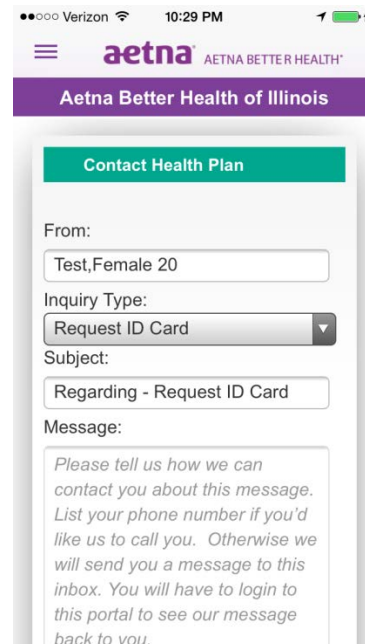 Verizon 10:29 PM
aetna® AETNA BETTER HEALTH®
Aetna Better Health of Illinois
Contact Health Plan
From:
Test,Female 20
Inquiry Type:
Request ID Card
Subject:
Regarding - Request ID Card
Message:
Please tell us how we can
contact you about this message.
List your phone number if you'd
like us to call you.  Otherwise we
will send you a message to this
inbox. You will have to login to
this portal to see our message
back to you.